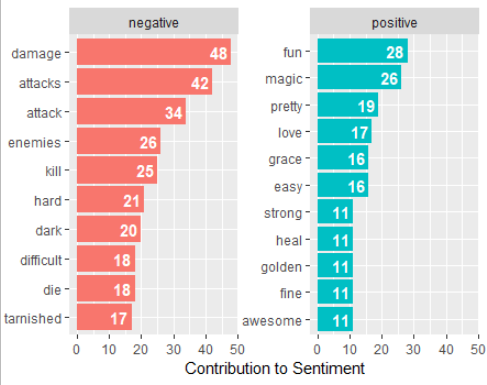 negative
damage 48
attacks 42
attack 34
enemies 26
kill 25
hard 21
dark 20
difficult 18
die 18
tarnished 17
0 10 20 30 40 50
positive
fun 28
magic 26
pretty 19
love 17
grace 16
easy 16
strong 11
heal 11
golden 11
fine 11
awesome 11
0 10 20 30 40 50
Contribution to Sentiment